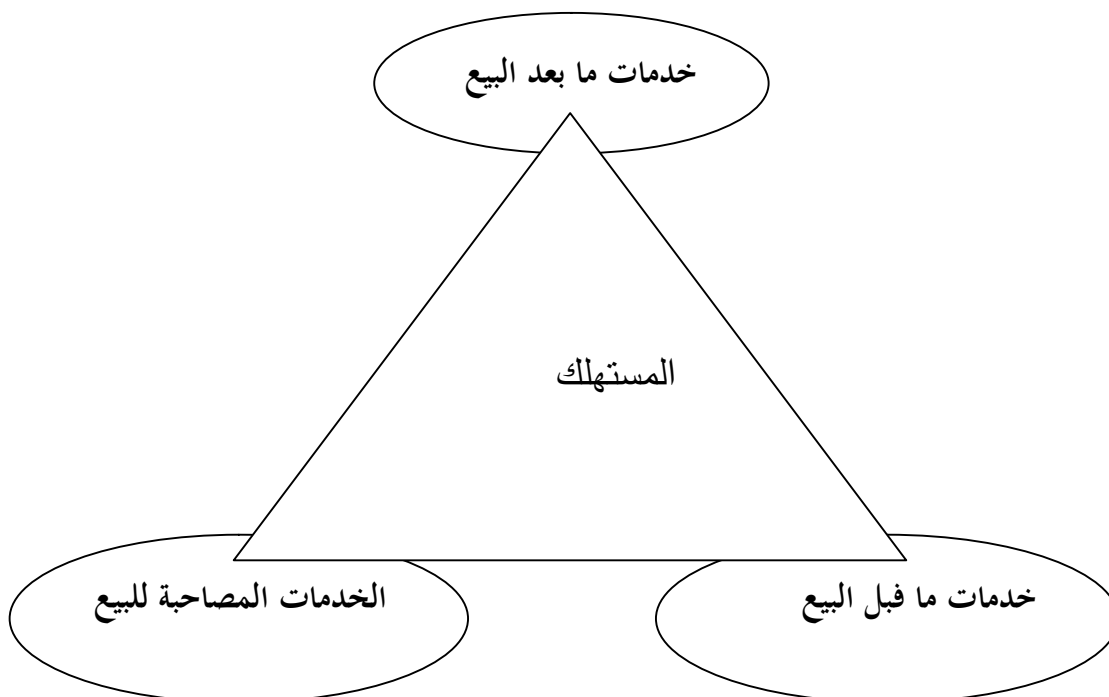 خدمات ما بعد البيع
المستهلك
خدمات ما فبل البيع
الخدمات المصاحبة للبيع